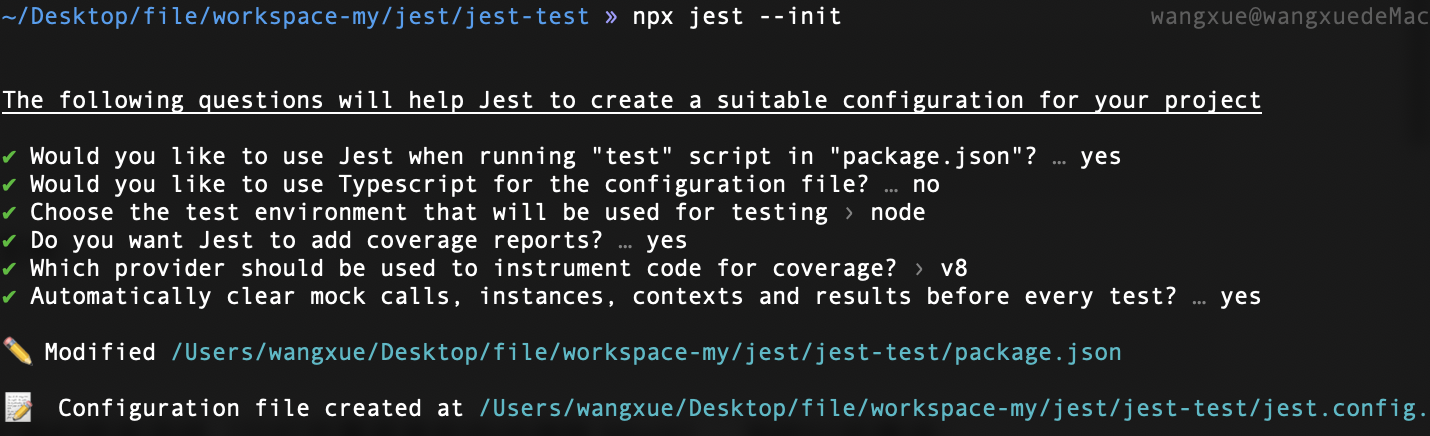 ~/Desktop/file/workspace-my/jest/jest-test » npx jest --init wangxue@wangxuedeMac
The following questions will help Jest to create a suitable configuration for your project
✔ Would you like to use Jest when running "test" script in "package.json"? … yes
✔ Would you like to use Typescript for the configuration file? … no
✔ Choose the test environment that will be used for testing › node
✔ Do you want Jest to add coverage reports? … yes
✔ Which provider should be used to instrument code for coverage? › v8
✔ Automatically clear mock calls, instances, contexts and results before every test? … yes
✏️ Modified /Users/wangxue/Desktop/file/workspace-my/jest/jest-test/package.json
📝 Configuration file created at /Users/wangxue/Desktop/file/workspace-my/jest/jest-test/jest.config.